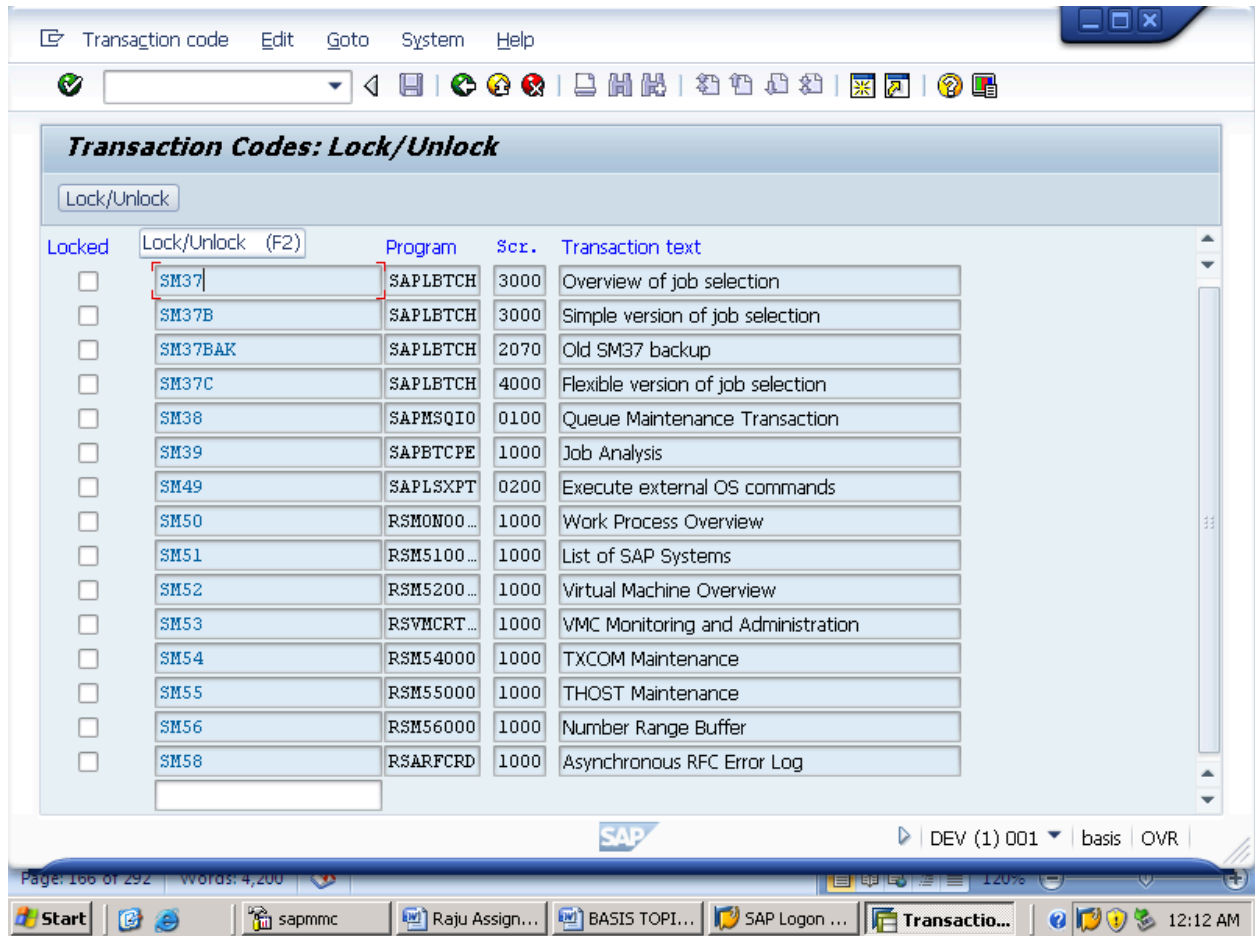 Transaction code Edit Goto System Help
Transaction Codes: Lock/Unlock
Lock/Unlock
Locked Lock/Unlock (F2) Program Scr. Transaction text
SM37 SAPLBTCH 3000 Overview of job selection
SM37B SAPLBTCH 3000 Simple version of job selection
SM37BAK SAPLBTCH 2070 Old SM37 backup
SM37C SAPLBTCH 4000 Flexible version of job selection
SM38 SAPMSQIO 0100 Queue Maintenance Transaction
SM39 SAPBTCPE 1000 Job Analysis
SM49 SAPLSXPT 0200 Execute external OS commands
SM50 RSMON00... 1000 Work Process Overview
SM51 RSM5100... 1000 List of SAP Systems
SM52 RSM5200... 1000 Virtual Machine Overview
SM53 RSVMCRT... 1000 VMC Monitoring and Administration
SM54 RSM54000 1000 TXCOM Maintenance
SM55 RSM55000 1000 THOST Maintenance
SM56 RSM56000 1000 Number Range Buffer
SM58 RSARFCRD 1000 Asynchronous RFC Error Log
SAP DEV (1) 001 basis OVR
Page: 166 of 292 Words: 4,200 120%
Start sapmmc Raju Assign... BASIS TOPI... SAP Logon ... Transactio... 12:12 AM